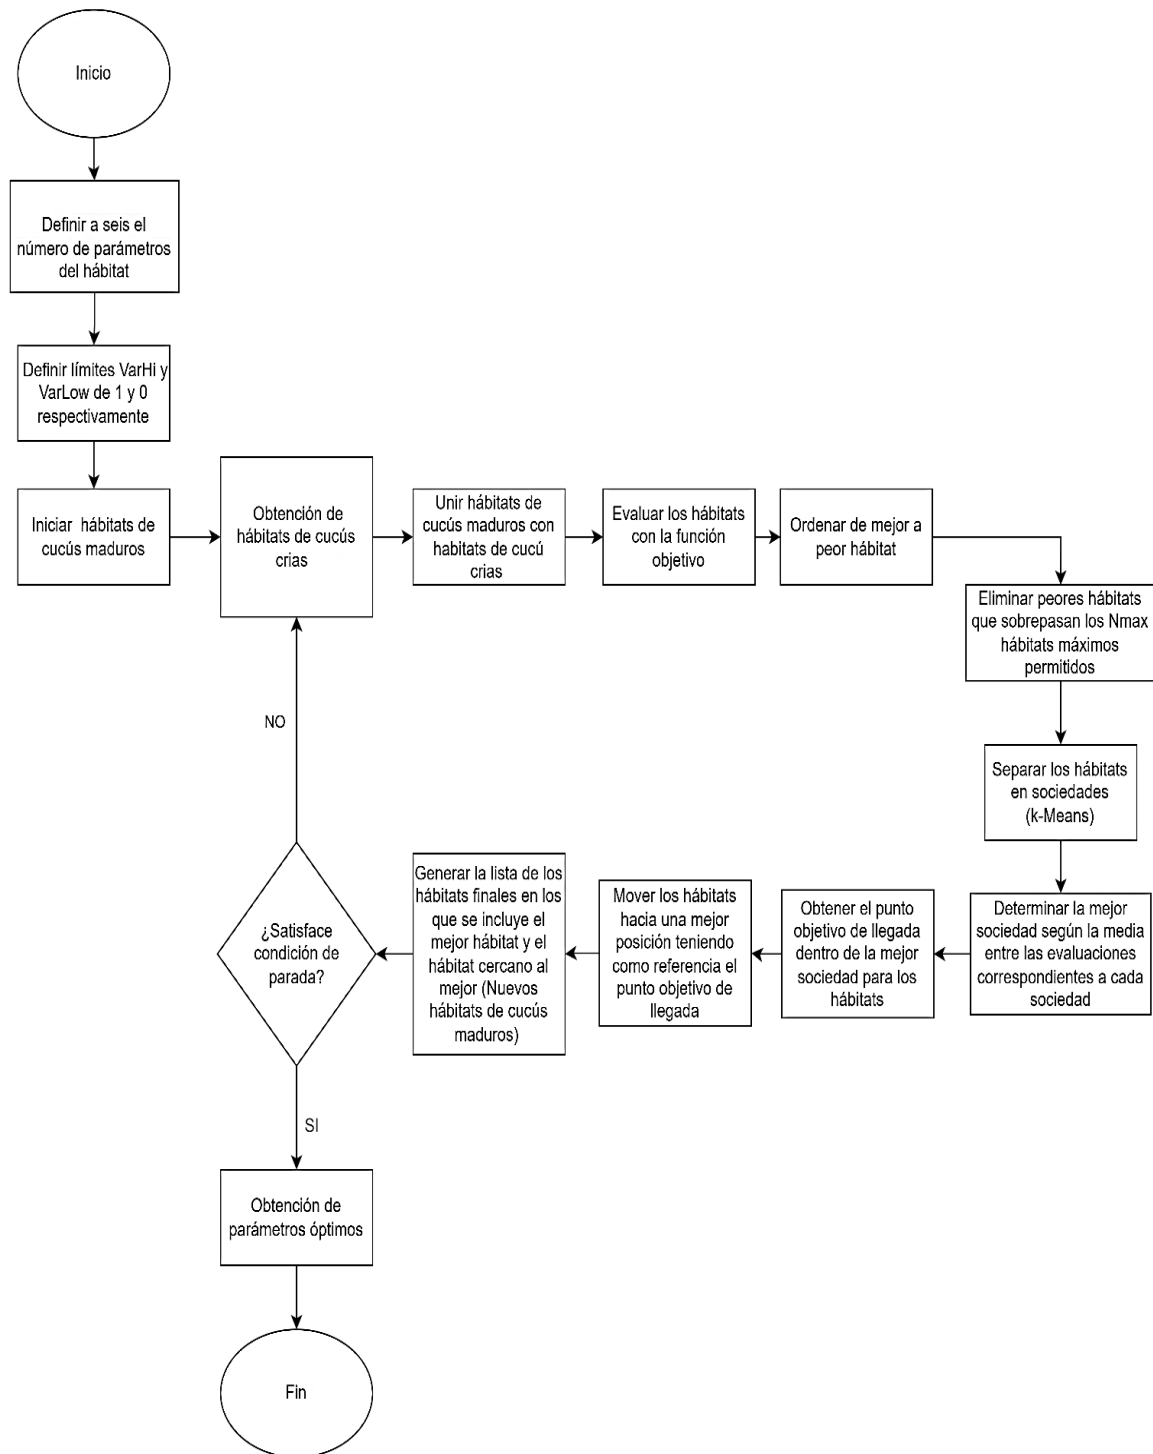 Inicio
Definir a seis el
número de parámetros
del hábitat
Definir límites VarHi y
VarLow de 1 y 0
respectivamente
Iniciar hábitats de
cucús maduros
Obtención de
hábitats de cucús
crias
Unir hábitats de
cucús maduros con
habitats de cucú
crias
Evaluar los hábitats
con la función
objetivo
Ordenar de mejor a
peor hábitat
Eliminar peores hábitats
que sobrepasan los Nmax
hábitats máximos
permitidos
Separar los hábitats
en sociedades
(k-Means)
Determinar la mejor
sociedad según la media
entre las evaluaciones
correspondientes a cada
sociedad
Obtener el punto
objetivo de llegada
dentro de la mejor
sociedad para los
hábitats
Mover los hábitats
hacia una mejor
posición teniendo
como referencia el
punto objetivo de
llegada
Generar la lista de los
hábitats finales en los
que se incluye el
mejor hábitat y el
hábitat cercano al
mejor (Nuevos
hábitats de cucús
maduros)
¿Satisface
condición de
parada?
NO
SI
Obtención de
parámetros óptimos
Fin